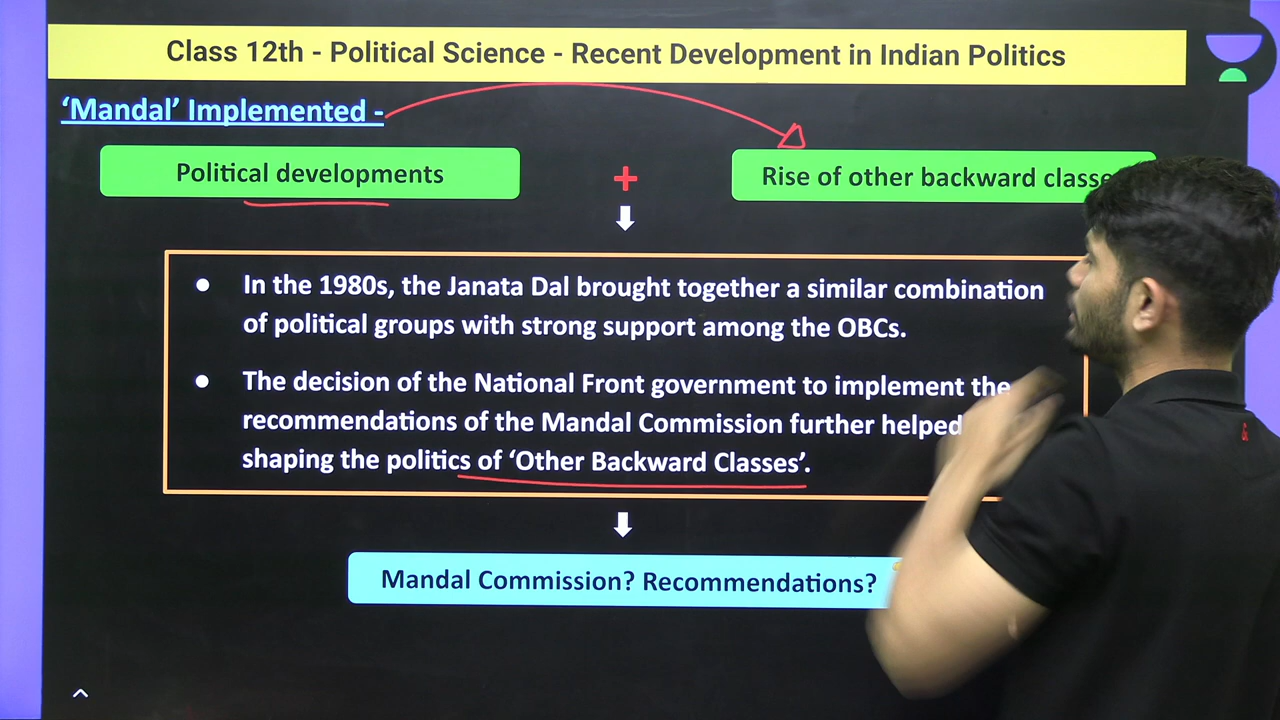 Class 12th - Political Science - Recent Development in Indian Politics
‘Mandal’ Implemented -
Political developments
+
Rise of other backward classe
● In the 1980s, the Janata Dal brought together a similar combination
of political groups with strong support among the OBCs.
● The decision of the National Front government to implement the
recommendations of the Mandal Commission further helped
shaping the politics of ‘Other Backward Classes’.
Mandal Commission? Recommendations?